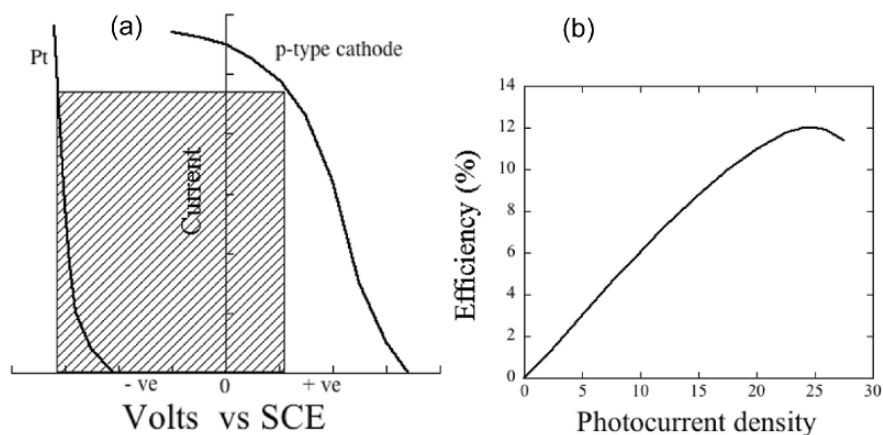 (a)
Pt
p-type cathode
Current
- ve
0
+ ve
Volts vs SCE
(b)
Efficiency (%)
14
12
10
8
6
4
2
0
0 5 10 15 20 25 30
Photocurrent density